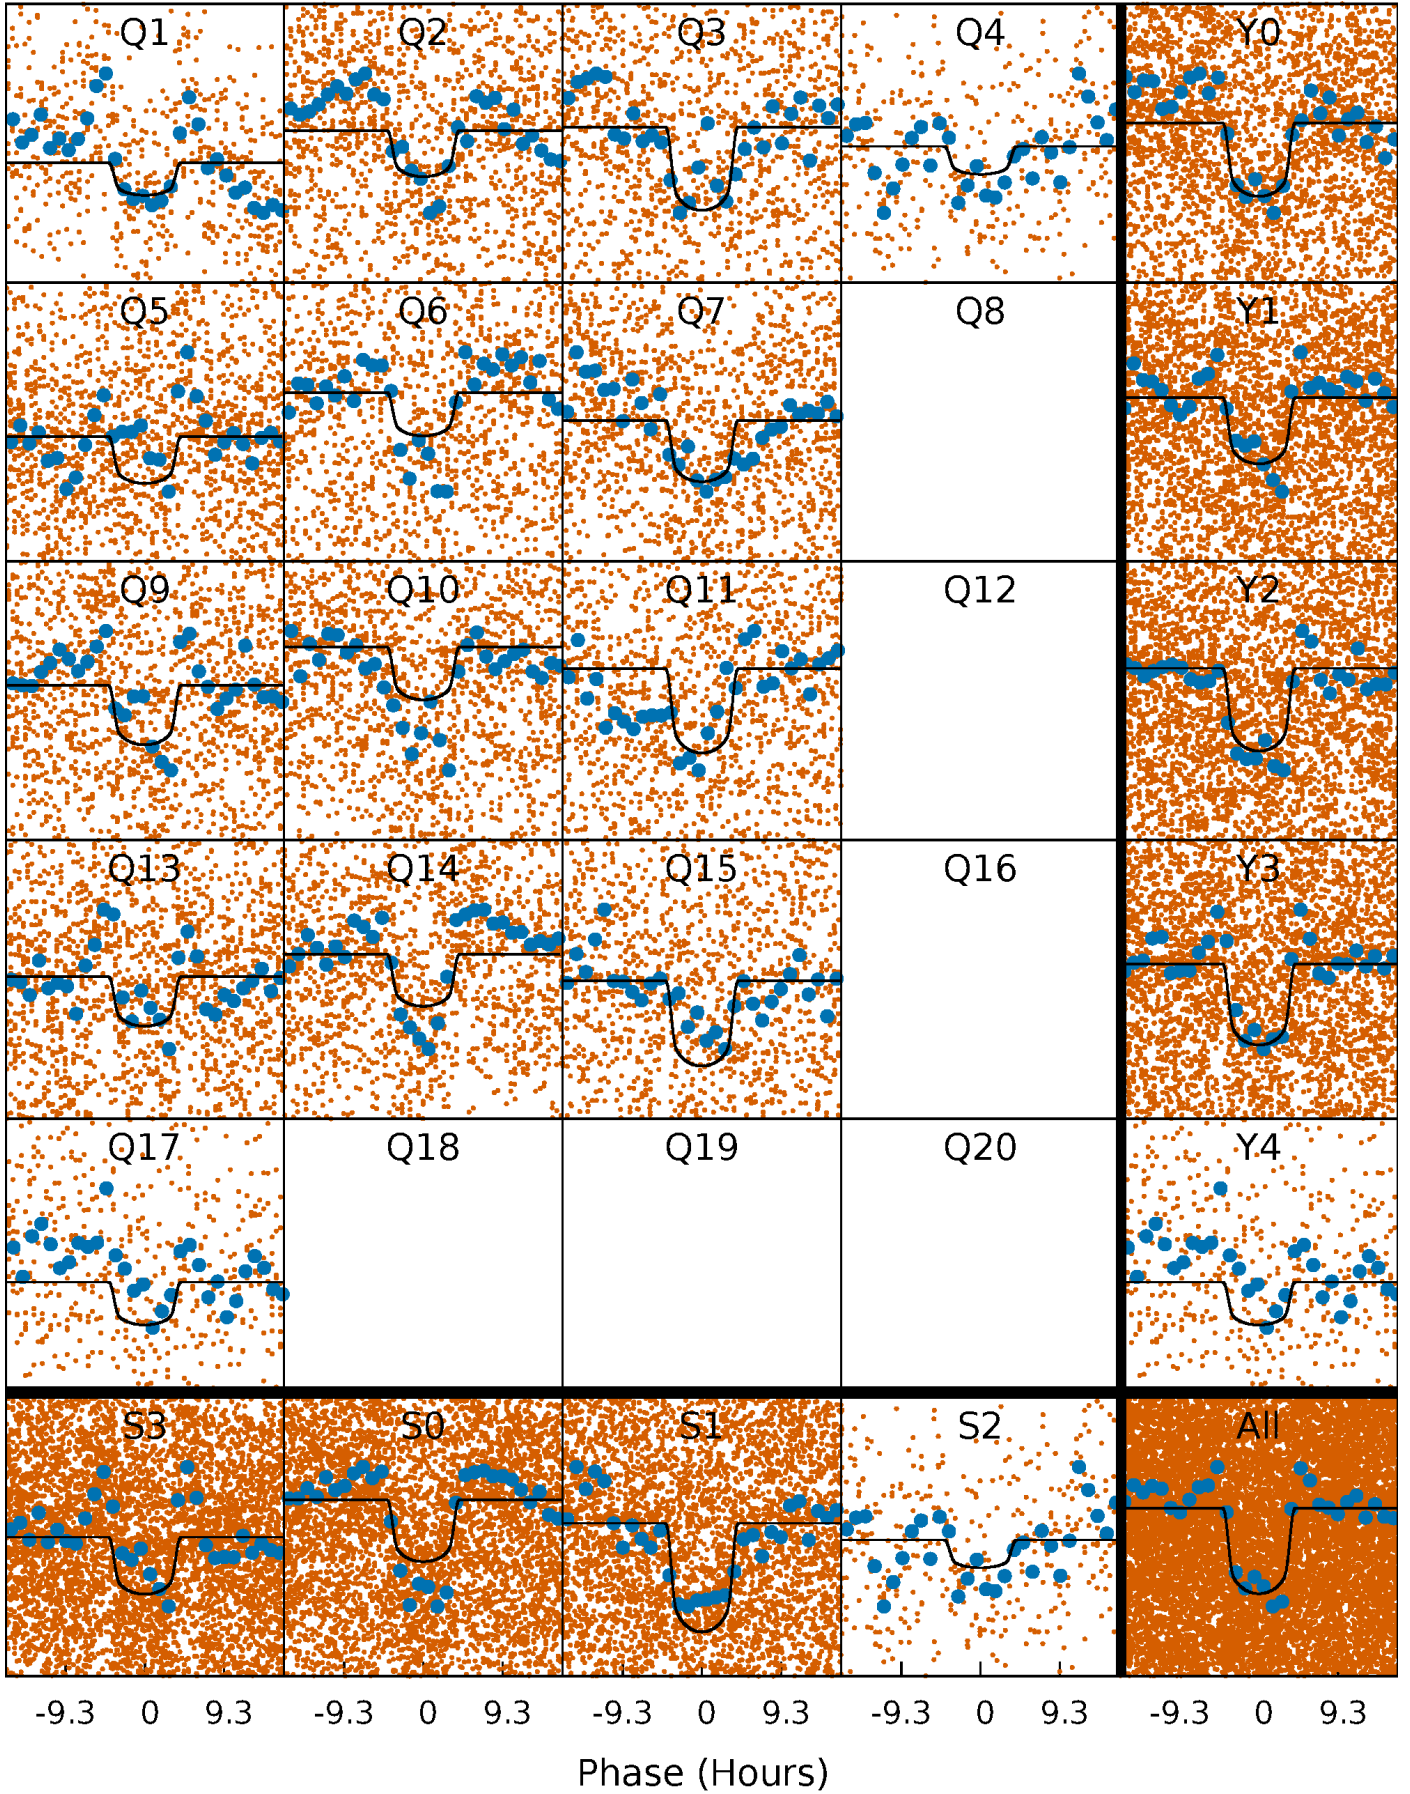 Q1 Q2 Q3 Q4 Y0
Q5 Q6 Q7 Q8 Y1
Q9 Q10 Q11 Q12 Y2
Q13 Q14 Q15 Q16 Y3
Q17 Q18 Q19 Q20 Y4
S3 S0 S1 S2 All
-9.3 0 9.3 -9.3 0 9.3 -9.3 0 9.3 -9.3 0 9.3 -9.3 0 9.3
Phase (Hours)